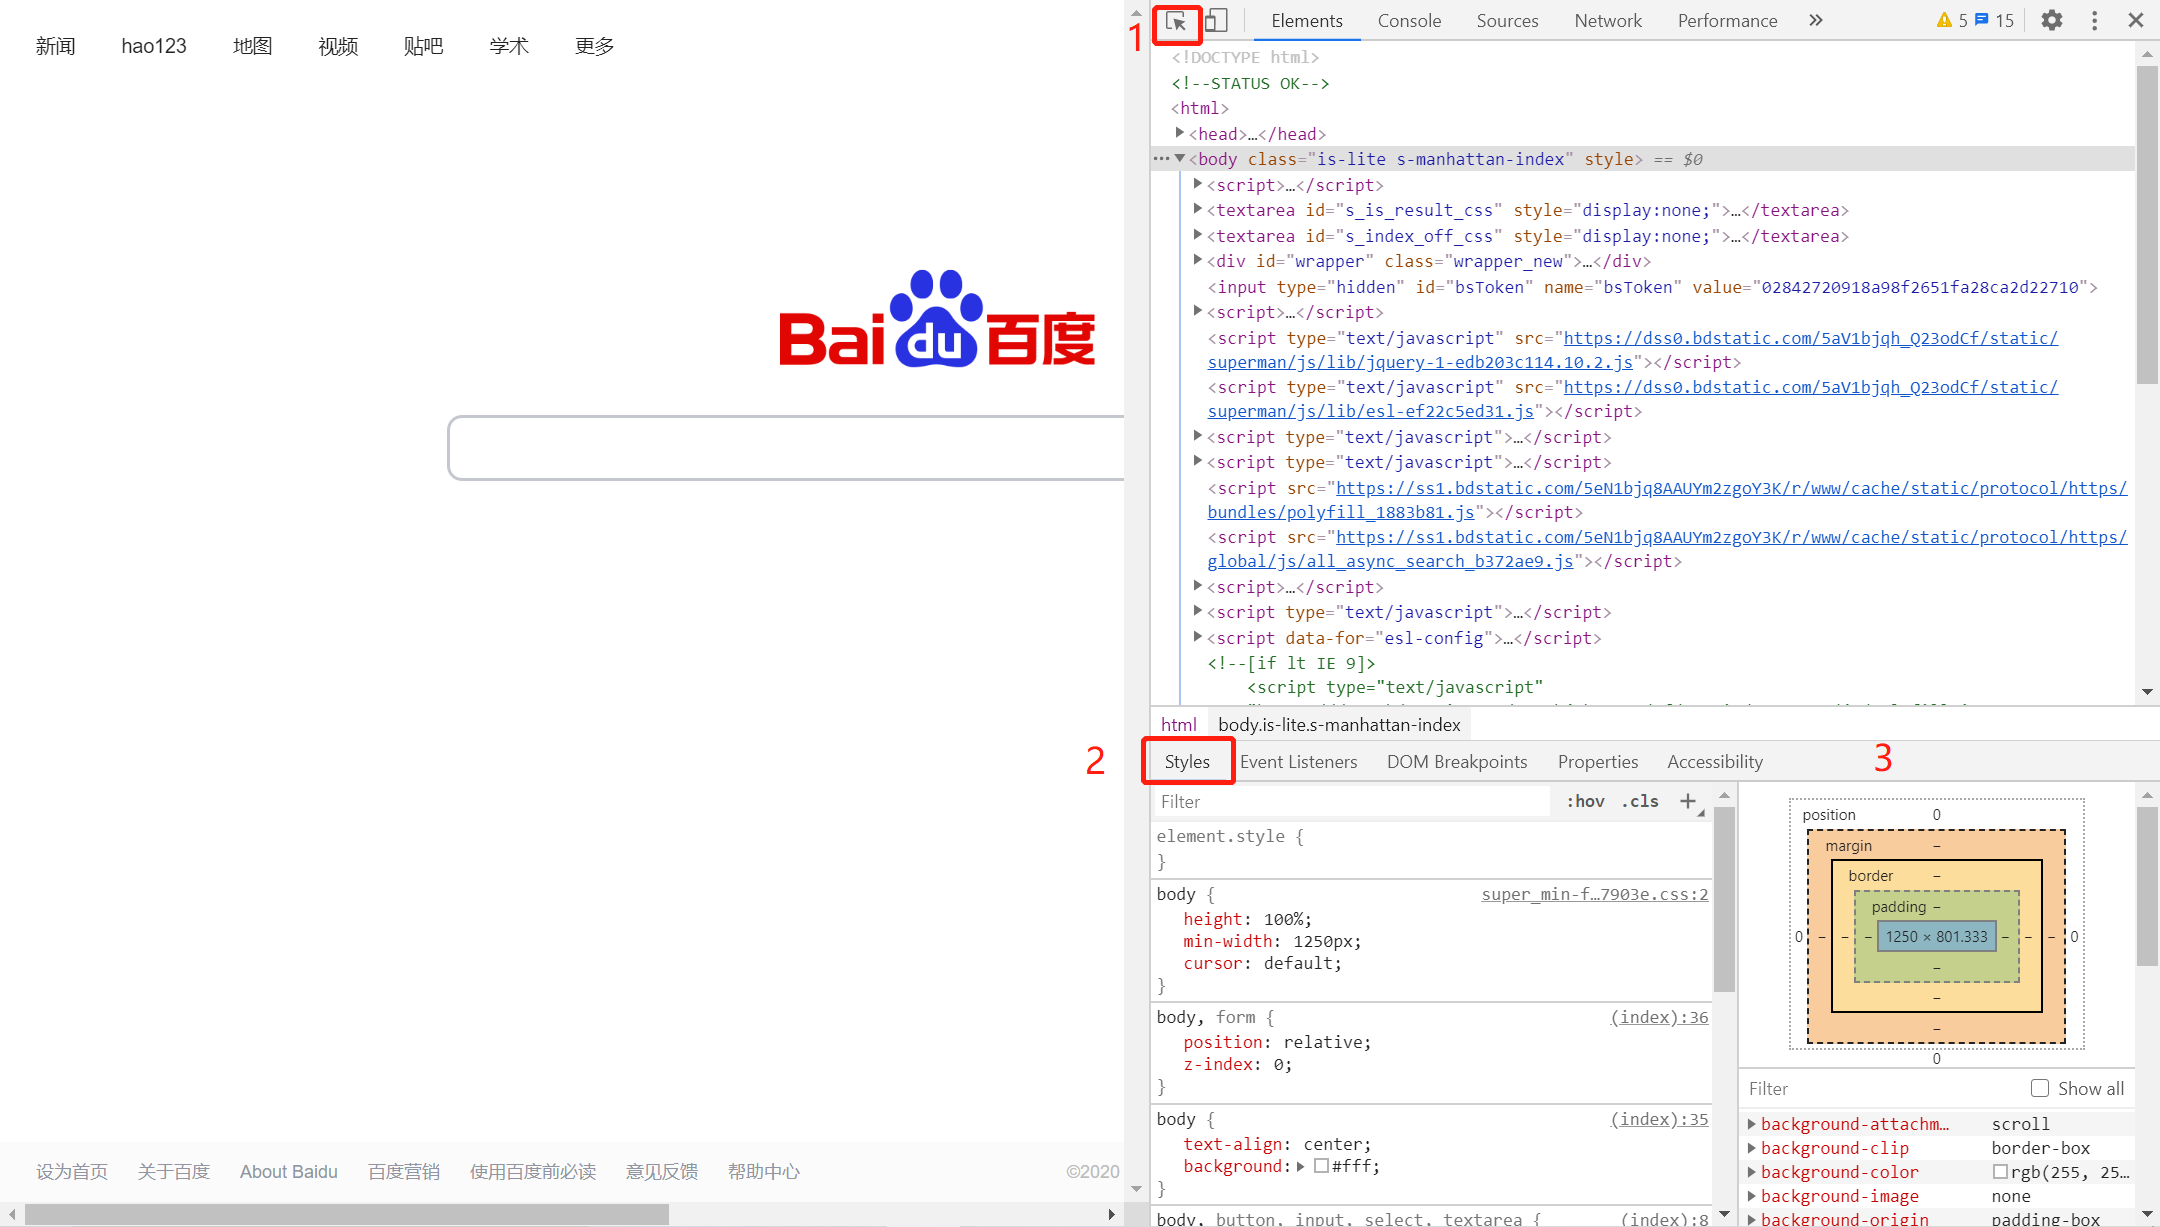 新闻 hao123 地图 视频 贴吧 学术 更多
Bai du 百度
设为首页 关于百度 About Baidu 百度营销 使用百度前必读 意见反馈 帮助中心 ©2020
1
Elements Console Sources Network Performance » 5 15
<!DOCTYPE html>
<!--STATUS OK-->
<html>
<head>…</head>
<body class="is-lite s-manhattan-index" style> == $0
<script>…</script>
<textarea id="s_is_result_css" style="display:none;">…</textarea>
<textarea id="s_index_off_css" style="display:none;">…</textarea>
<div id="wrapper" class="wrapper_new">…</div>
<input type="hidden" id="bsToken" name="bsToken" value="02842720918a98f2651fa28ca2d22710">
<script>…</script>
<script type="text/javascript" src="https://dss0.bdstatic.com/5aV1bjqh_Q23odCf/static/
superman/js/lib/jquery-1-edb203c114.10.2.js"></script>
<script type="text/javascript" src="https://dss0.bdstatic.com/5aV1bjqh_Q23odCf/static/
superman/js/lib/esl-ef22c5ed31.js"></script>
<script type="text/javascript">…</script>
<script type="text/javascript">…</script>
<script src="https://ss1.bdstatic.com/5eN1bjq8AAUYm2zgoY3K/r/www/cache/static/protocol/https/
bundles/polyfill_1883b81.js"></script>
<script src="https://ss1.bdstatic.com/5eN1bjq8AAUYm2zgoY3K/r/www/cache/static/protocol/https/
global/js/all_async_search_b372ae9.js"></script>
<script>…</script>
<script type="text/javascript">…</script>
<script data-for="esl-config">…</script>
<!--[if lt IE 9]>
<script type="text/javascript"
html body.is-lite.s-manhattan-index
2
Styles Event Listeners DOM Breakpoints Properties Accessibility
3
Filter :hov .cls +
element.style {
}
body { super_min-f…7903e.css:2
height: 100%;
min-width: 1250px;
cursor: default;
}
body, form { (index):36
position: relative;
z-index: 0;
}
body { (index):35
text-align: center;
background: #fff;
}
body, button, input, select, textarea { (index):8
position 0
margin –
border –
padding –
0 – – – 1250 × 801.333 – – – 0
–
–
–
0
Filter Show all
background-attachm… scroll
background-clip border-box
background-color rgb(255, 25…
background-image none
background-origin padding-box